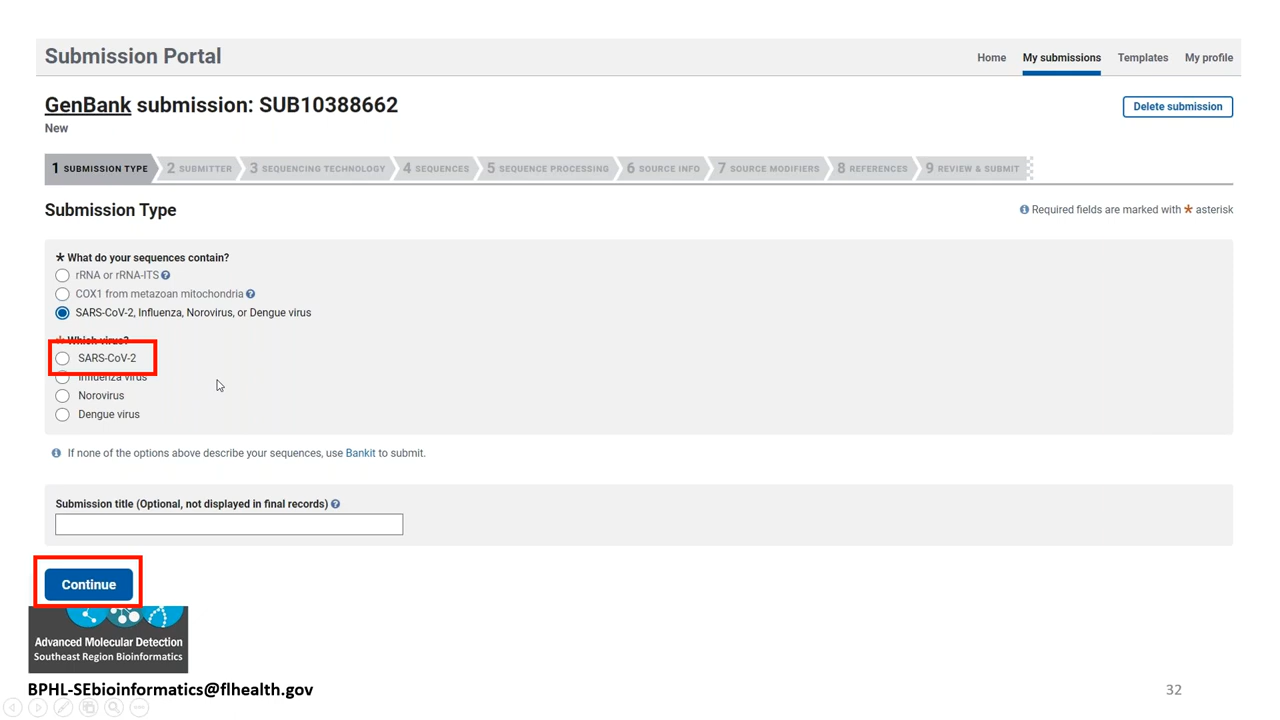 Submission Portal
Home My submissions Templates My profile
GenBank submission: SUB10388662
Delete submission
New
1 SUBMISSION TYPE 2 SUBMITTER 3 SEQUENCING TECHNOLOGY 4 SEQUENCES 5 SEQUENCE PROCESSING 6 SOURCE INFO 7 SOURCE MODIFIERS 8 REFERENCES 9 REVIEW & SUBMIT
Submission Type
Required fields are marked with * asterisk
* What do your sequences contain?
rRNA or rRNA-ITS
COX1 from metazoan mitochondria
SARS-CoV-2, Influenza, Norovirus, or Dengue virus
* Which virus?
SARS-CoV-2
Influenza virus
Norovirus
Dengue virus
If none of the options above describe your sequences, use Bankit to submit.
Submission title (Optional, not displayed in final records)
Continue
Advanced Molecular Detection
Southeast Region Bioinformatics
BPHL-SEbioinformatics@flhealth.gov
32